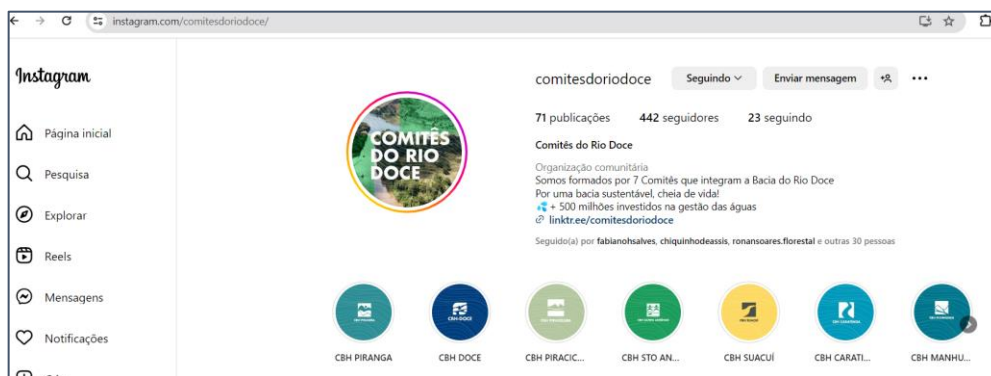 instagram.com/comitesdoriodoce/
Instagram
Página inicial
Pesquisa
Explorar
Reels
Mensagens
Notificações
COMITÊS
DO RIO
DOCE
comitesdoriodoce Seguindo Enviar mensagem
71 publicações 442 seguidores 23 seguindo
Comitês do Rio Doce
Organização comunitária
Somos formados por 7 Comitês que integram a Bacia do Rio Doce
Por uma bacia sustentável, cheia de vida!
+ 500 milhões investidos na gestão das águas
linktr.ee/comitesdoriodoce
Seguido(a) por fabianohsalves, chiquinhodeassis, ronansoares.florestal e outras 30 pessoas
CBH-DOCE
CBH PIRANGA CBH DOCE CBH PIRACIC... CBH STO AN... CBH SUACUÍ CBH CARATI... CBH MANHU...